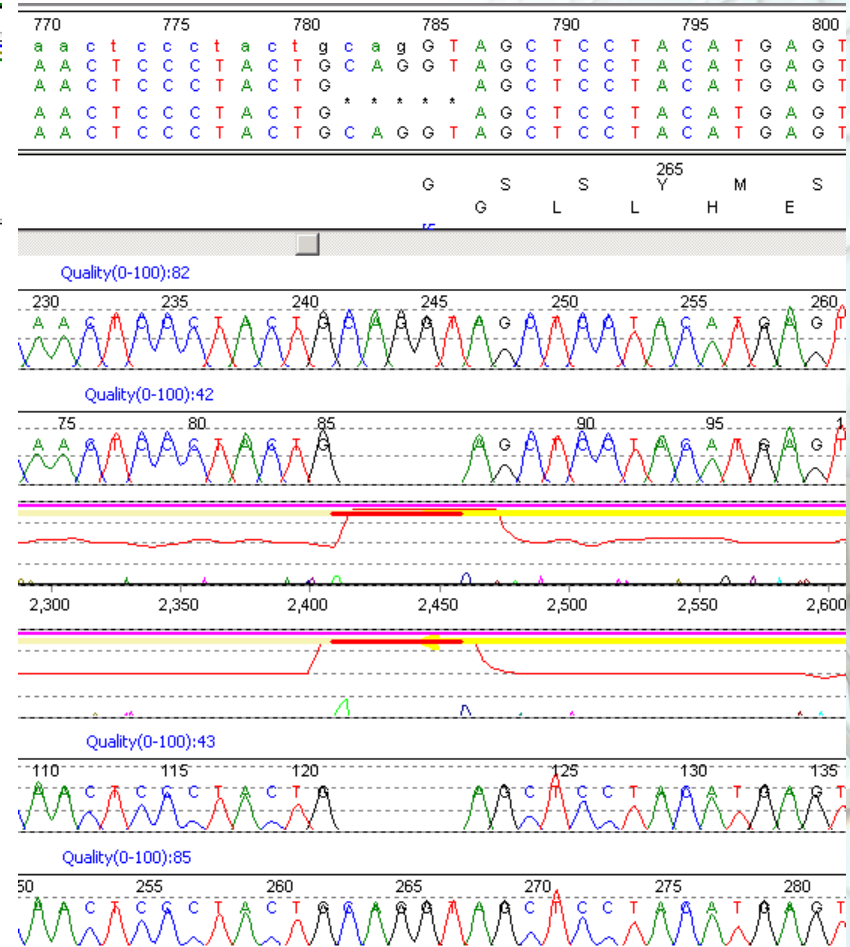 770 775 780 785 790 795 800
a a c t c c c t a c t g c a g G T A G C T C C T A C A T G A G T
A A C T C C C T A C T G C A G G T A G C T C C T A C A T G A G T
A A C T C C C T A C T G A G C T C C T A C A T G A G T
* * * * *
A A C T C C C T A C T G A G C T C C T A C A T G A G T
A A C T C C C T A C T G C A G G T A G C T C C T A C A T G A G T
265
G S S Y M S
G L L H E
Quality(0-100):82
230 235 240 245 250 255 260
A A C T C C C T A C T G C A G G T A G C T C C T A C A T G A G T
Quality(0-100):42
75 80 85 90 95 1
A A C T C C C T A C T G A G C T C C T A C A T G A G T
2,300 2,350 2,400 2,450 2,500 2,550 2,600
Quality(0-100):43
110 115 120 125 130 135
A A C T C C C T A C T G A G C T C C T A C A T G A G T
Quality(0-100):85
50 255 260 265 270 275 280
A A C T C C C T A C T G C A G G T A G C T C C T A C A T G A G T